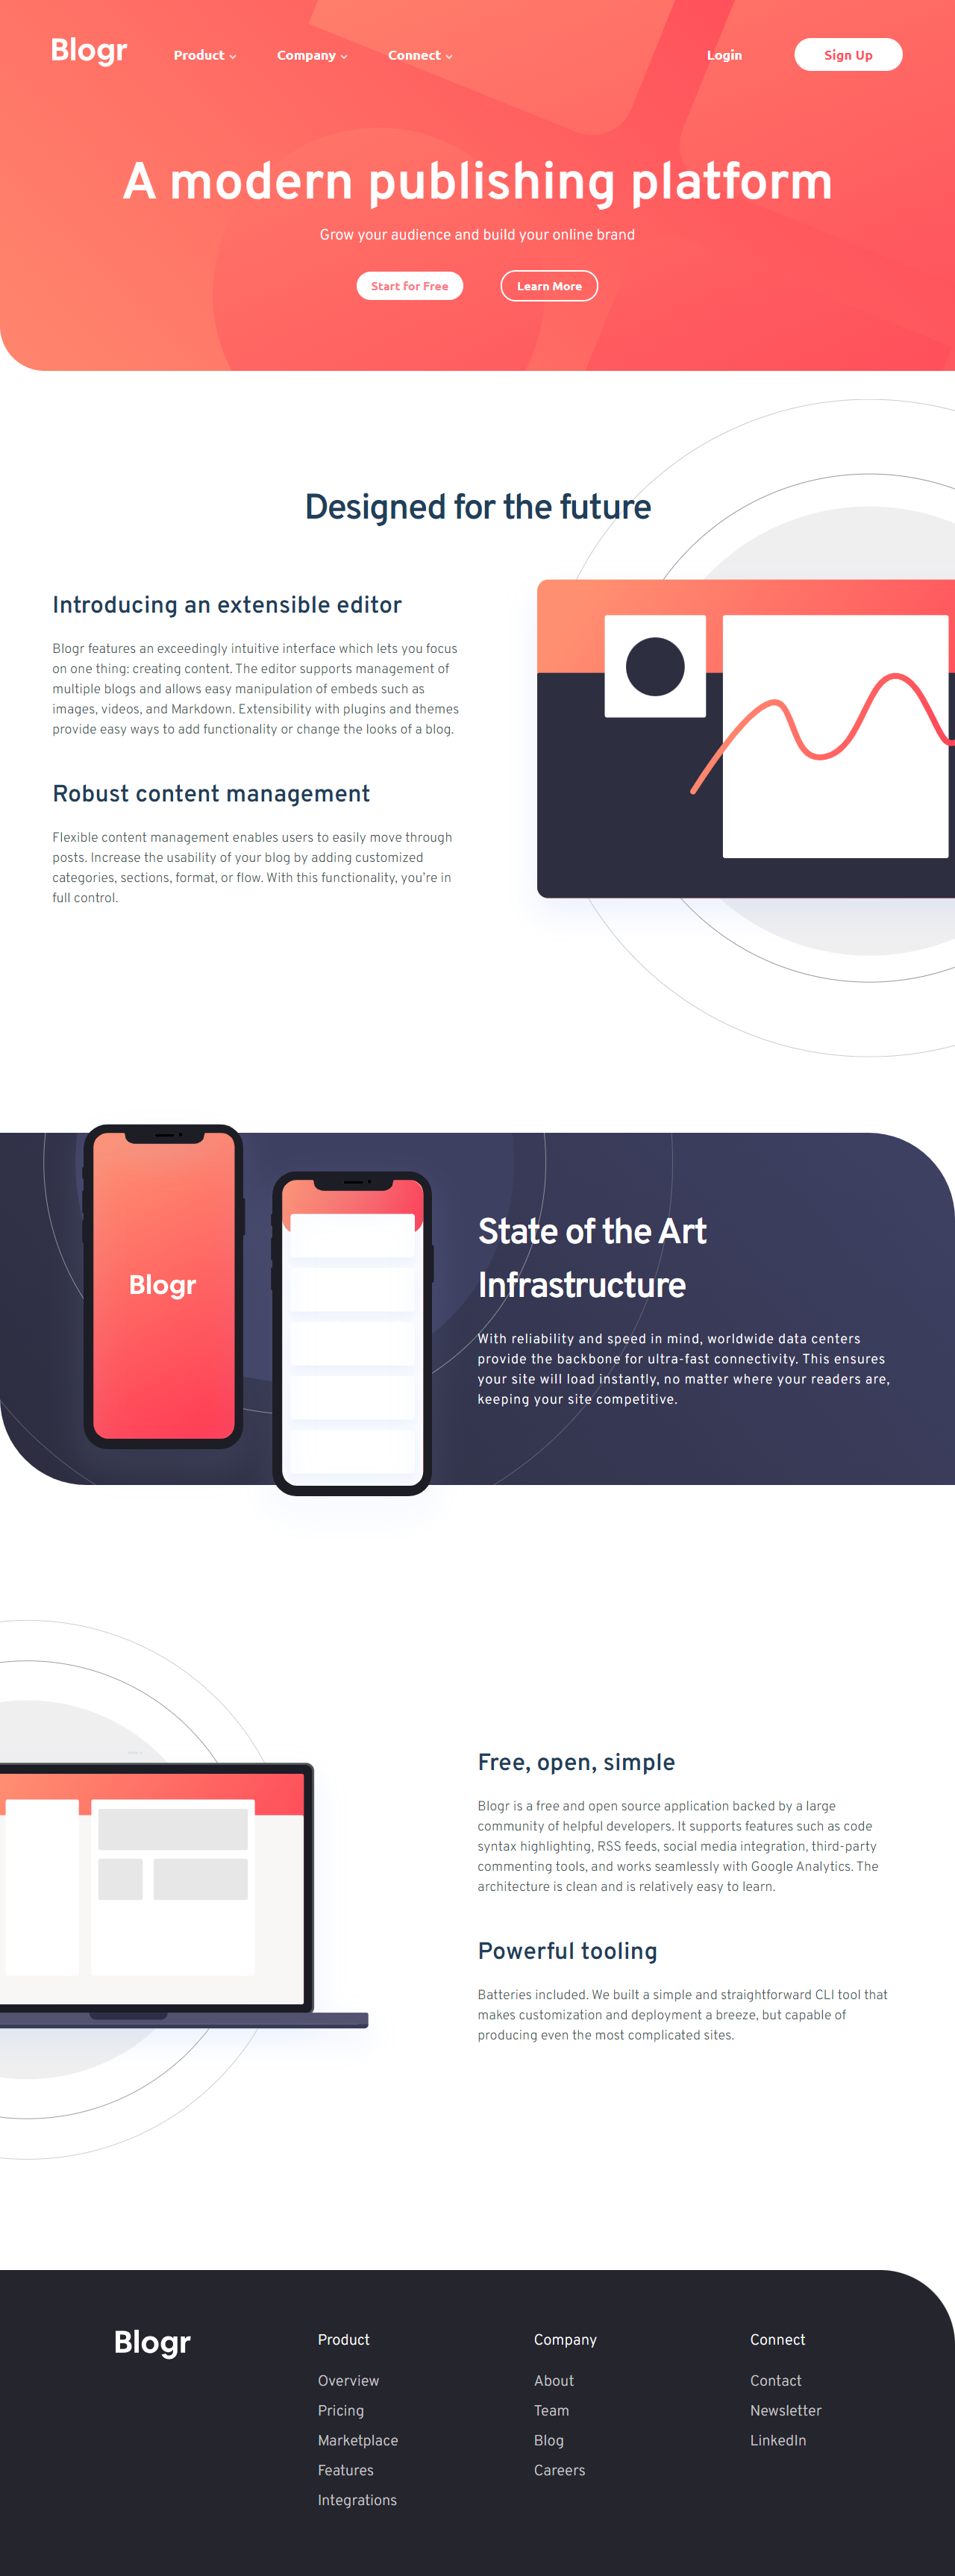 Blogr
Product
Company
Connect
Login
Sign Up
A modern publishing platform
Grow your audience and build your online brand
Start for Free
Learn More
Designed for the future
Introducing an extensible editor
Blogr features an exceedingly intuitive interface which lets you focus
on one thing: creating content. The editor supports management of
multiple blogs and allows easy manipulation of embeds such as
images, videos, and Markdown. Extensibility with plugins and themes
provide easy ways to add functionality or change the looks of a blog.
Robust content management
Flexible content management enables users to easily move through
posts. Increase the usability of your blog by adding customized
categories, sections, format, or flow. With this functionality, you're in
full control.
Blogr
State of the Art
Infrastructure
With reliability and speed in mind, worldwide data centers
provide the backbone for ultra-fast connectivity. This ensures
your site will load instantly, no matter where your readers are,
keeping your site competitive.
Free, open, simple
Blogr is a free and open source application backed by a large
community of helpful developers. It supports features such as code
syntax highlighting, RSS feeds, social media integration, third-party
commenting tools, and works seamlessly with Google Analytics. The
architecture is clean and is relatively easy to learn.
Powerful tooling
Batteries included. We built a simple and straightforward CLI tool that
makes customization and deployment a breeze, but capable of
producing even the most complicated sites.
Blogr
Product
Overview
Pricing
Marketplace
Features
Integrations
Company
About
Team
Blog
Careers
Connect
Contact
Newsletter
LinkedIn